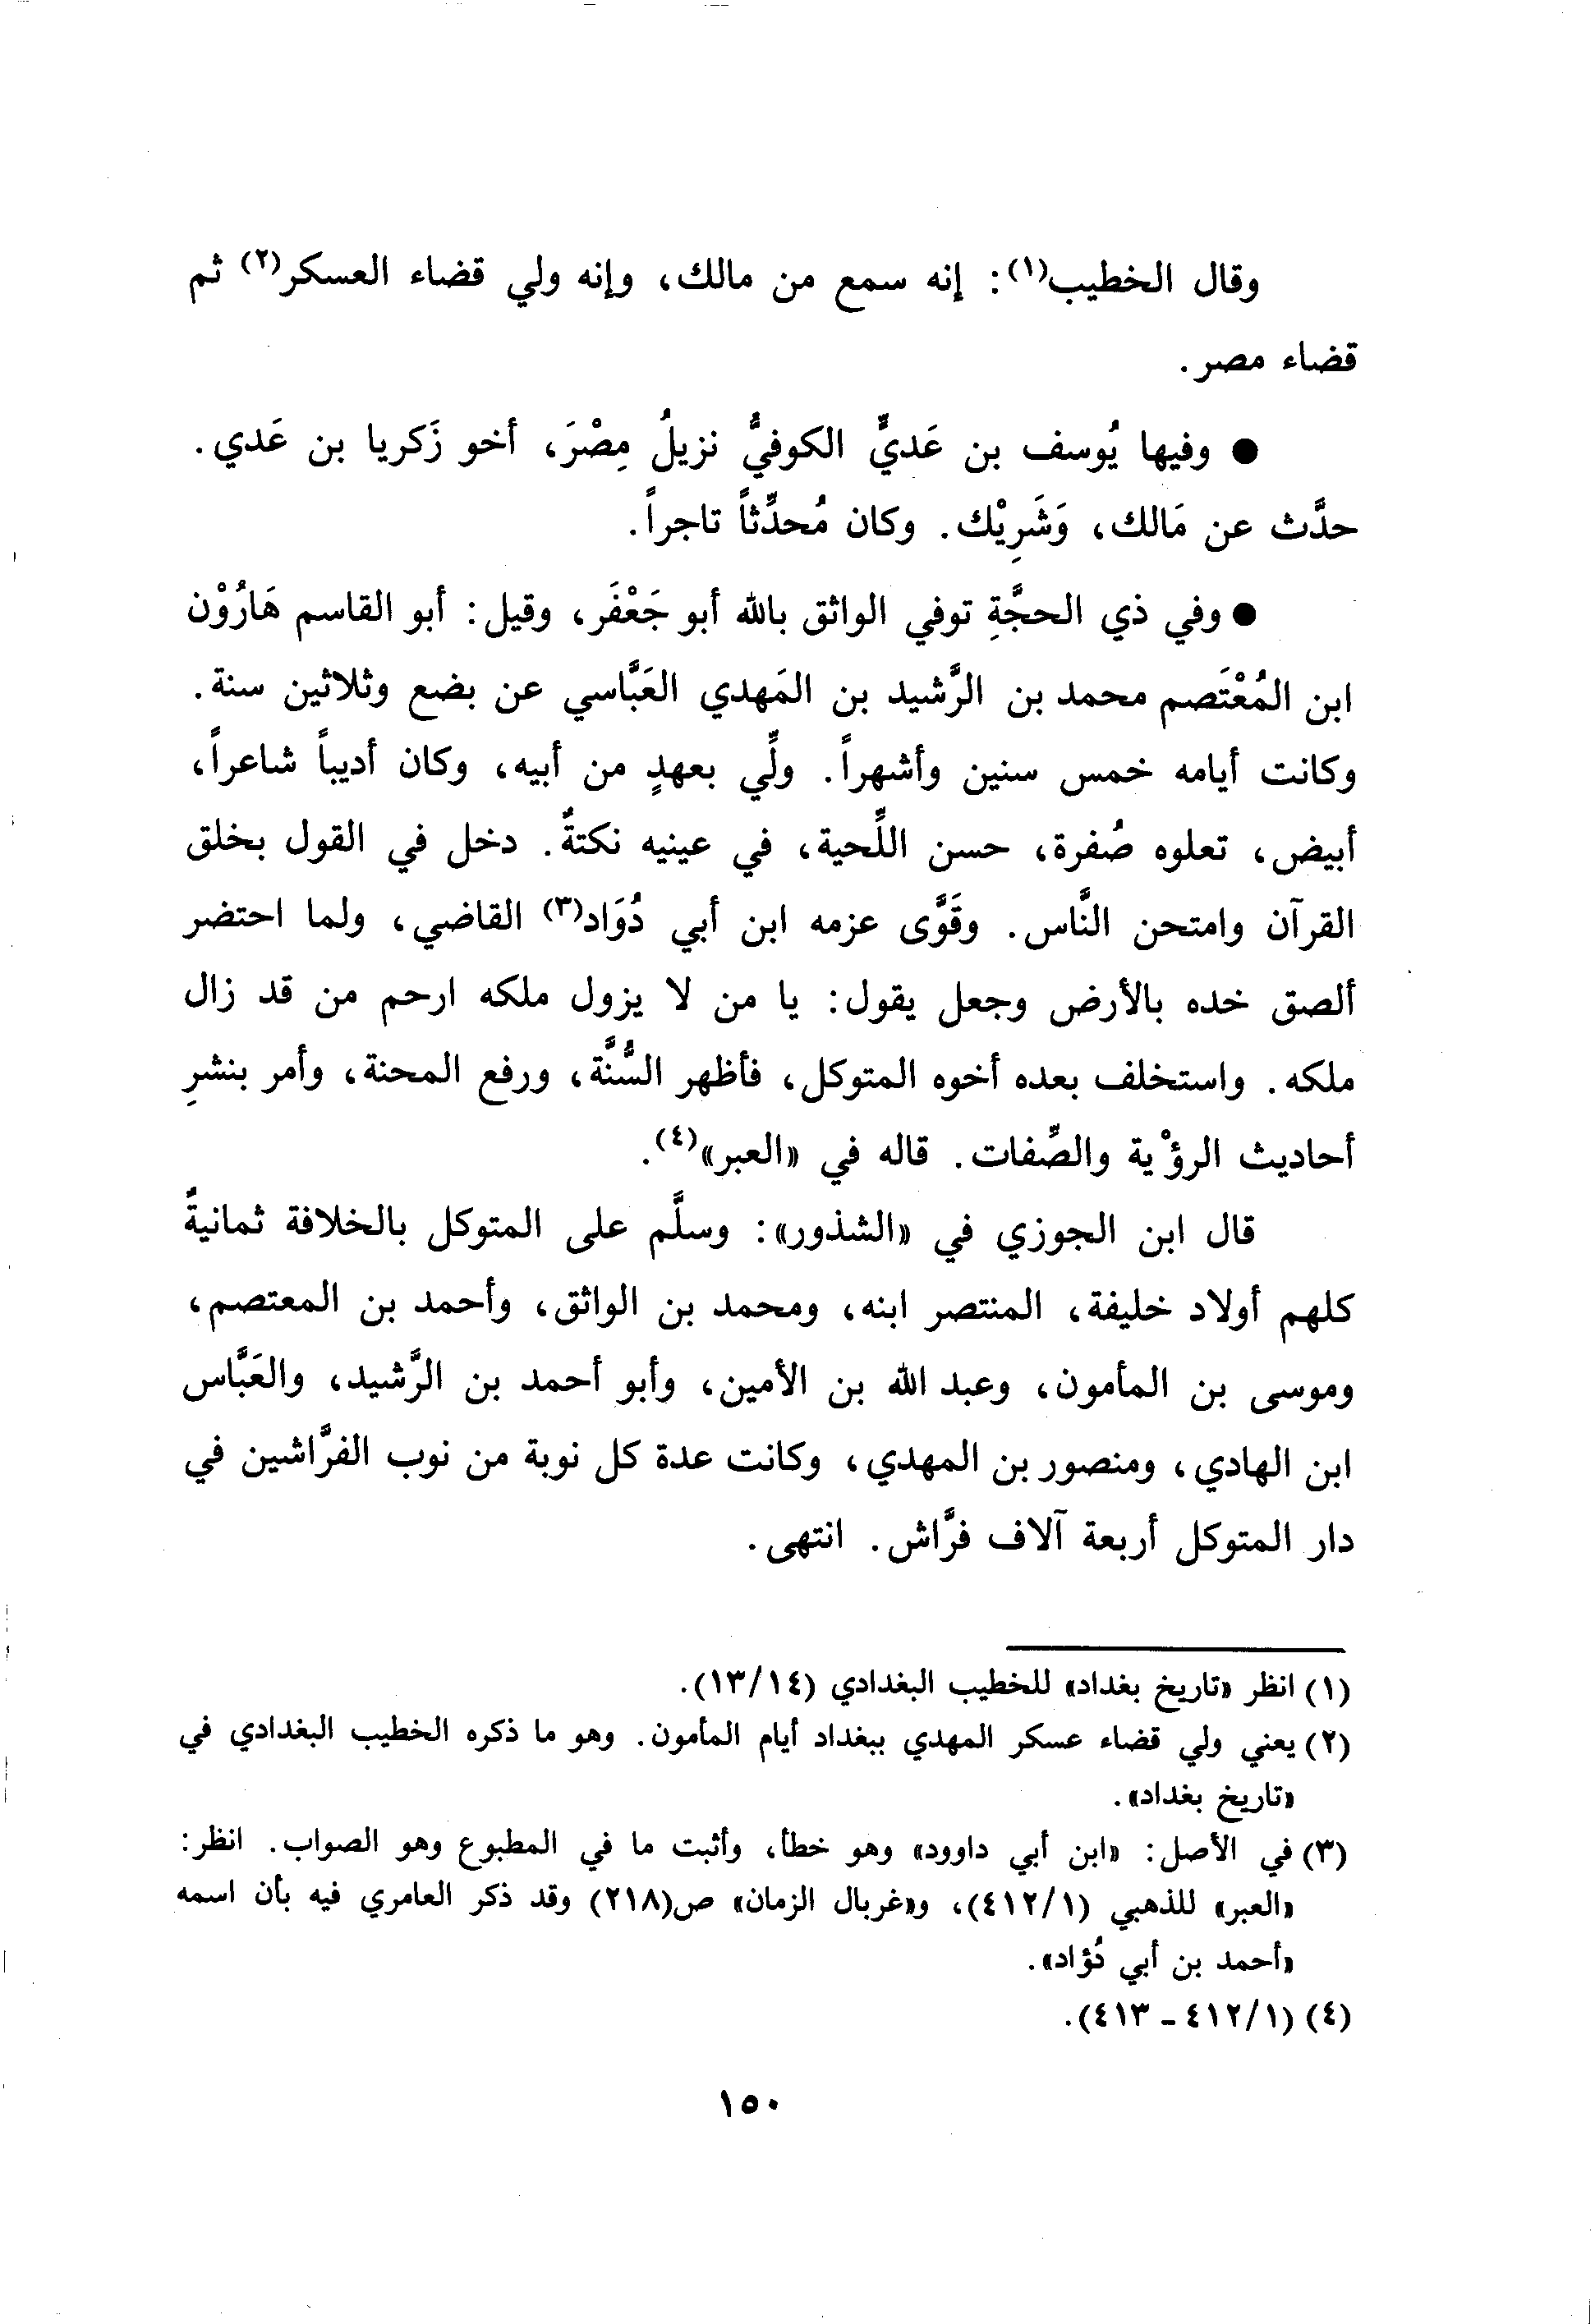 وقال الخطيب(١): إنه سمع من مالك، وإنه ولي قضاء العسكر(٢) ثم
قضاء مصر.
● وفيها يُوسف بن عَديٍّ الكوفيُّ نزيلُ مِصْرَ، أخو زَكريا بن عَدي.
حدَّث عن مَالك، وَشَرِيْك. وكان مُحدِّثاً تاجراً.
● وفي ذي الحجَّةِ توفي الواثق بالله أبو جَعْفَر، وقيل: أبو القاسم هَارُوْن
ابن المُعْتَصم محمد بن الرَّشيد بن المَهدي العَبَّاسي عن بضع وثلاثين سنة.
وكانت أيامه خمس سنين وأشهراً. ولِّي بعهدٍ من أبيه، وكان أديباً شاعراً،
أبيض، تعلوه صُفرة، حسن اللِّحية، في عينيه نكتةٌ. دخل في القول بخلق
القرآن وامتحن النَّاس. وقَوَّى عزمه ابن أبي دُوَاد(٣) القاضي، ولما احتضر
ألصق خده بالأرض وجعل يقول: يا من لا يزول ملكه ارحم من قد زال
ملكه. واستخلف بعده أخوه المتوكل، فأظهر السُّنَّة، ورفع المحنة، وأمر بنشرِ
أحاديث الرؤْية والصِّفات. قاله في «العبر»(٤).
قال ابن الجوزي في «الشذور»: وسلَّم على المتوكل بالخلافة ثمانيةٌ
كلهم أولاد خليفة، المنتصر ابنه، ومحمد بن الواثق، وأحمد بن المعتصم،
وموسى بن المأمون، وعبد الله بن الأمين، وأبو أحمد بن الرَّشيد، والعَبَّاس
ابن الهادي، ومنصور بن المهدي، وكانت عدة كل نوبة من نوب الفرَّاشين في
دار المتوكل أربعة آلاف فرَّاش. انتهى.
(١) انظر «تاريخ بغداد» للخطيب البغدادي (١٣/١٤).
(٢) يعني ولي قضاء عسكر المهدي ببغداد أيام المأمون. وهو ما ذكره الخطيب البغدادي في
«تاريخ بغداد».
(٣) في الأصل: «ابن أبي داوود» وهو خطأ، وأثبت ما في المطبوع وهو الصواب. انظر:
«العبر» للذهبي (٤١٢/١)، و«غربال الزمان» ص(٢١٨) وقد ذكر العامري فيه بأن اسمه
«أحمد بن أبي دُؤاد».
(٤) (٤١٢/١ - ٤١٣).
١٥٠